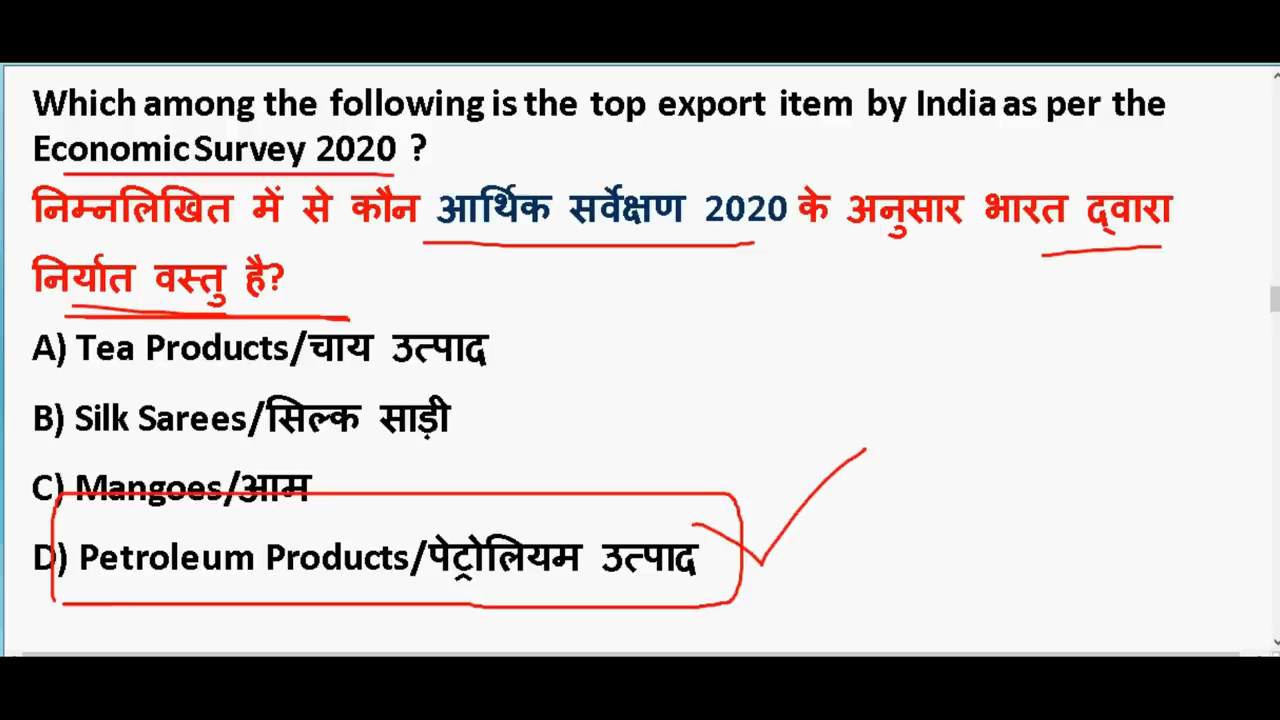 Which among the following is the top export item by India as per the
Economic Survey 2020 ?
निम्नलिखित में से कौन आर्थिक सर्वेक्षण 2020 के अनुसार भारत द्वारा
निर्यात वस्तु है?
A) Tea Products/चाय उत्पाद
B) Silk Sarees/सिल्क साड़ी
C) Mangoes/आम
D) Petroleum Products/पेट्रोलियम उत्पाद